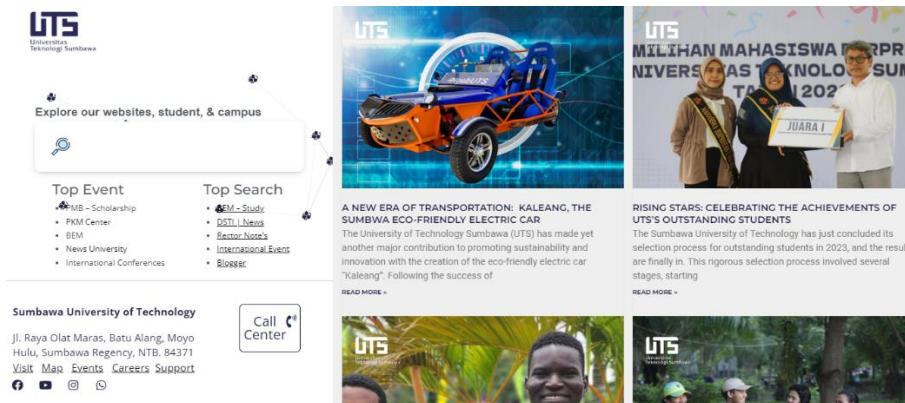 UTS
Universitas
Teknologi Sumbawa
Explore our websites, student, & campus
Top Event
PMB – Scholarship
PKM Center
BEM
News University
International Conferences
Top Search
– Study
DSTI | News
Rector Note's
International Event
Blogger
Sumbawa University of Technology
Jl. Raya Olat Maras, Batu Alang, Moyo
Hulu, Sumbawa Regency, NTB. 84371
Visit Map Events Careers Support
Call
Center
UTS
A NEW ERA OF TRANSPORTATION: KALEANG, THE
SUMBWA ECO-FRIENDLY ELECTRIC CAR
The University of Technology Sumbawa (UTS) has made yet
another major contribution to promoting sustainability and
innovation with the creation of the eco-friendly electric car
"Kaleang". Following the success of
READ MORE »
UTS
MAHASISWA
JUARA I
RISING STARS: CELEBRATING THE ACHIEVEMENTS OF
UTS'S OUTSTANDING STUDENTS
The Sumbawa University of Technology has just concluded its
selection process for outstanding students in 2023, and the resul
are finally in. This rigorous selection process involved several
stages, starting
READ MORE »
UTS
Universitas
Teknologi Sumbawa
UTS
Universitas
Teknologi Sumbawa